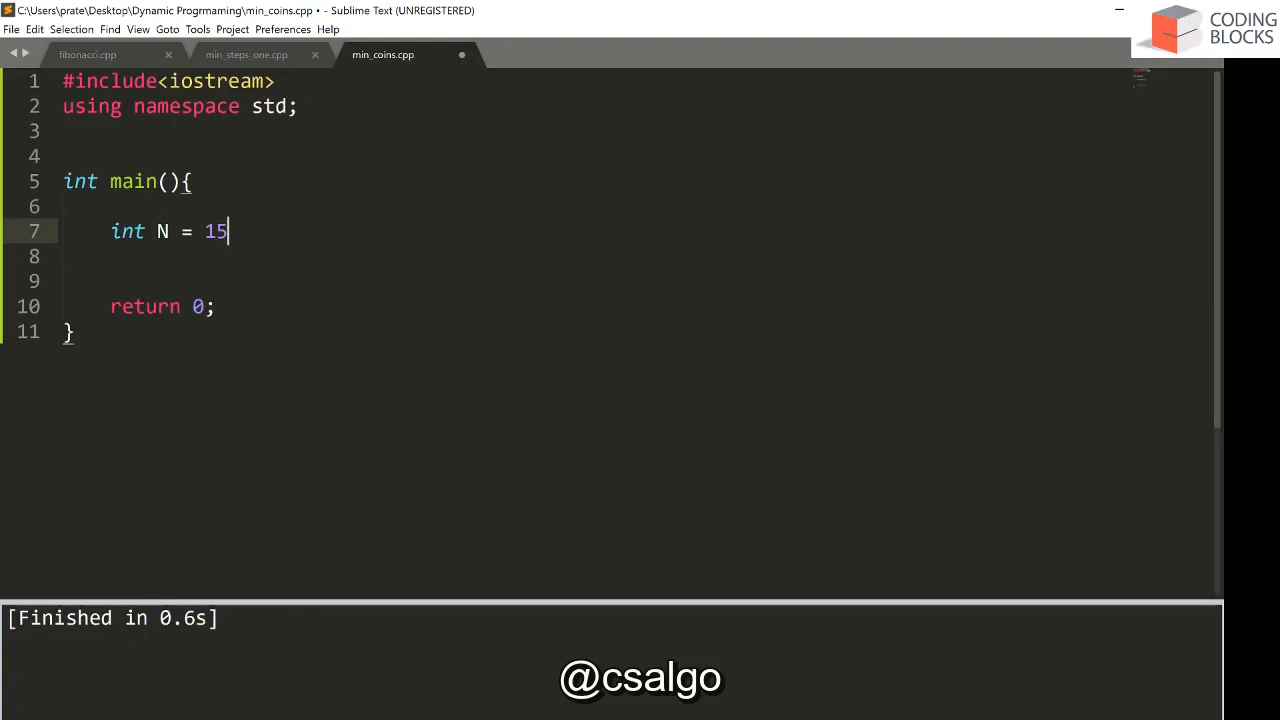 C:\Users\prate\Desktop\Dynamic Progrmaming\min_coins.cpp • - Sublime Text (UNREGISTERED)
CODING
BLOCKS
File Edit Selection Find View Goto Tools Project Preferences Help
fibonacci.cpp × min_steps_one.cpp × min_coins.cpp
1 #include<iostream>
2 using namespace std;
3
4
5 int main(){
6
7 int N = 15
8
9
10 return 0;
11 }
[Finished in 0.6s]
@csalgo